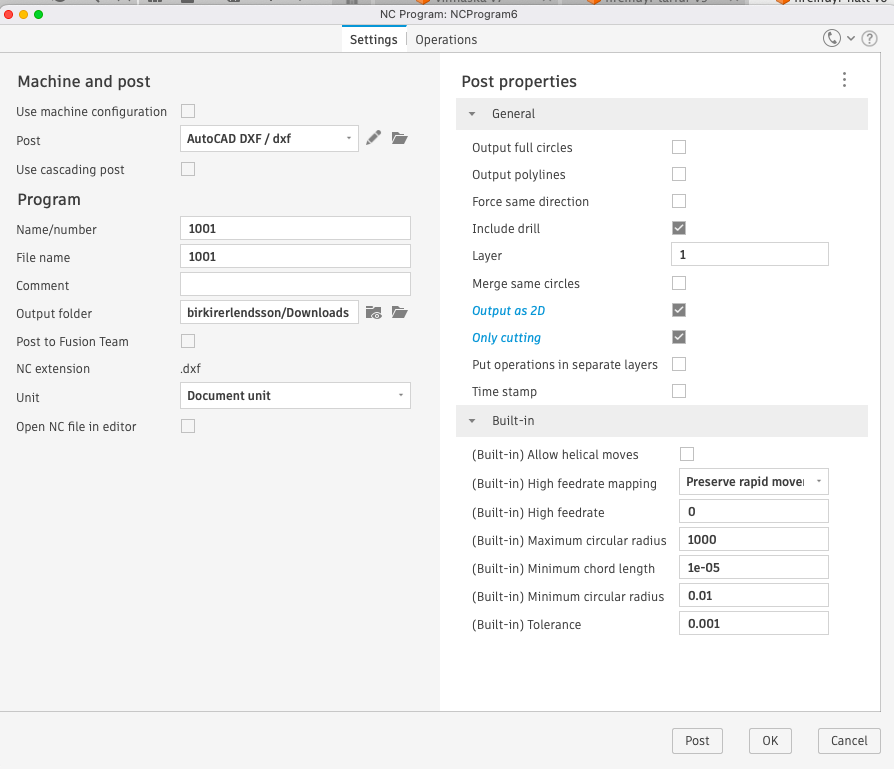 NC Program: NCProgram6
Settings
Operations
Machine and post
Use machine configuration
Post
AutoCAD DXF / dxf
Use cascading post
Program
Name/number
1001
File name
1001
Comment
Output folder
birkirerlendsson/Downloads
Post to Fusion Team
NC extension
.dxf
Unit
Document unit
Open NC file in editor
Post properties
General
Output full circles
Output polylines
Force same direction
Include drill
Layer
1
Merge same circles
Output as 2D
Only cutting
Put operations in separate layers
Time stamp
Built-in
(Built-in) Allow helical moves
(Built-in) High feedrate mapping
Preserve rapid move
(Built-in) High feedrate
0
(Built-in) Maximum circular radius
1000
(Built-in) Minimum chord length
1e-05
(Built-in) Minimum circular radius
0.01
(Built-in) Tolerance
0.001
Post
OK
Cancel